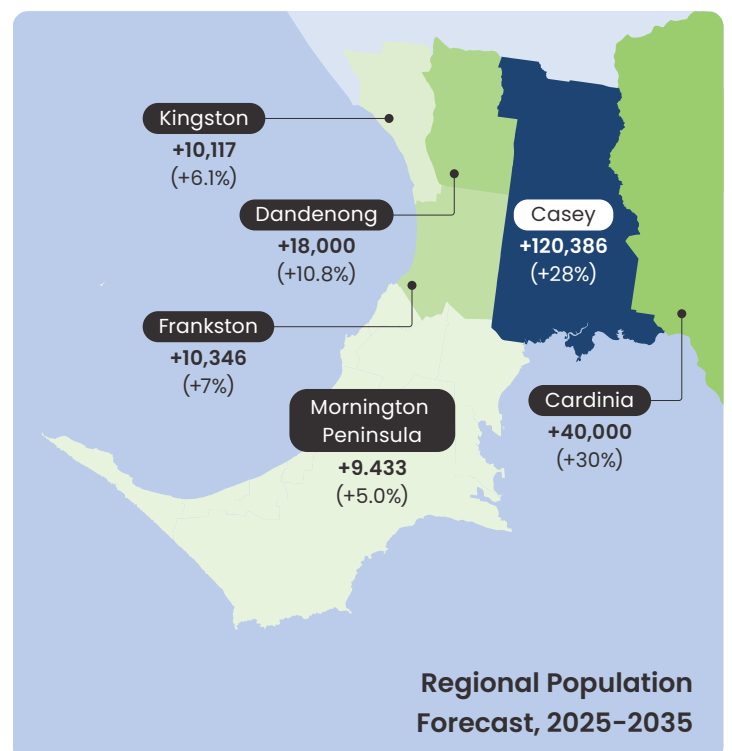 Kingston
+10,117
(+6.1%)
Dandenong
+18,000
(+10.8%)
Casey
+120,386
(+28%)
Frankston
+10,346
(+7%)
Mornington
Peninsula
+9.433
(+5.0%)
Cardinia
+40,000
(+30%)
Regional Population
Forecast, 2025-2035